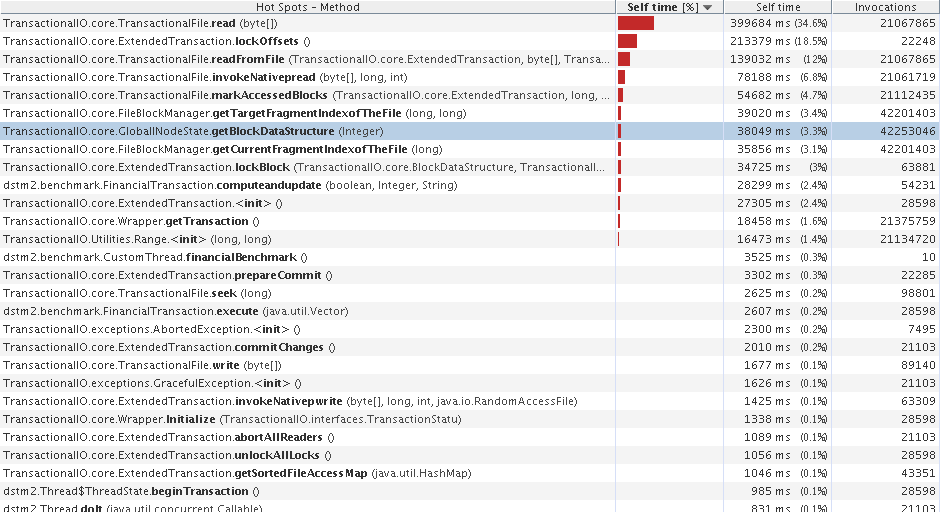 Hot Spots – Method Self time [%] Self time Invocations
TransactionalIO.core.TransactionalFile.read (byte[]) 399684 ms (34.6%) 21067865
TransactionalIO.core.ExtendedTransaction.lockOffsets () 213379 ms (18.5%) 22248
TransactionalIO.core.TransactionalFile.readFromFile (TransactionalIO.core.ExtendedTransaction, byte[], Transa... 139032 ms (12%) 21067865
TransactionalIO.core.TransactionalFile.invokeNativepread (byte[], long, int) 78188 ms (6.8%) 21061719
TransactionalIO.core.TransactionalFile.markAccessedBlocks (TransactionalIO.core.ExtendedTransaction, long, ... 54682 ms (4.7%) 21112435
TransactionalIO.core.FileBlockManager.getTargetFragmentIndexofTheFile (long, long) 39020 ms (3.4%) 42201403
TransactionalIO.core.GlobalINodeState.getBlockDataStructure (Integer) 38049 ms (3.3%) 42253046
TransactionalIO.core.FileBlockManager.getCurrentFragmentIndexofTheFile (long) 35856 ms (3.1%) 42201403
TransactionalIO.core.ExtendedTransaction.lockBlock (TransactionalIO.core.BlockDataStructure, Transactionall... 34725 ms (3%) 63881
dstm2.benchmark.FinancialTransaction.computeandupdate (boolean, Integer, String) 28299 ms (2.4%) 54231
TransactionalIO.core.ExtendedTransaction.<init> () 27305 ms (2.4%) 28598
TransactionalIO.core.Wrapper.getTransaction () 18458 ms (1.6%) 21375759
TransactionalIO.Utilities.Range.<init> (long, long) 16473 ms (1.4%) 21134720
dstm2.benchmark.CustomThread.financialBenchmark () 3525 ms (0.3%) 10
TransactionalIO.core.ExtendedTransaction.prepareCommit () 3302 ms (0.3%) 22285
TransactionalIO.core.TransactionalFile.seek (long) 2625 ms (0.2%) 98801
dstm2.benchmark.FinancialTransaction.execute (java.util.Vector) 2607 ms (0.2%) 28598
TransactionalIO.exceptions.AbortedException.<init> () 2300 ms (0.2%) 7495
TransactionalIO.core.ExtendedTransaction.commitChanges () 2010 ms (0.2%) 21103
TransactionalIO.core.TransactionalFile.write (byte[]) 1677 ms (0.1%) 89140
TransactionalIO.exceptions.GracefulException.<init> () 1626 ms (0.1%) 21103
TransactionalIO.core.ExtendedTransaction.invokeNativepwrite (byte[], long, int, java.io.RandomAccessFile) 1425 ms (0.1%) 63309
TransactionalIO.core.Wrapper.Initialize (TransactionalIO.interfaces.TransactionStatu) 1338 ms (0.1%) 28598
TransactionalIO.core.ExtendedTransaction.abortAllReaders () 1089 ms (0.1%) 21103
TransactionalIO.core.ExtendedTransaction.unlockAllLocks () 1056 ms (0.1%) 28598
TransactionalIO.core.ExtendedTransaction.getSortedFileAccessMap (java.util.HashMap) 1046 ms (0.1%) 43351
dstm2.Thread$ThreadState.beginTransaction () 985 ms (0.1%) 28598
dstm2.Thread.doIt (java.util.concurrent.Callable) 831 ms (0.1%) 21103